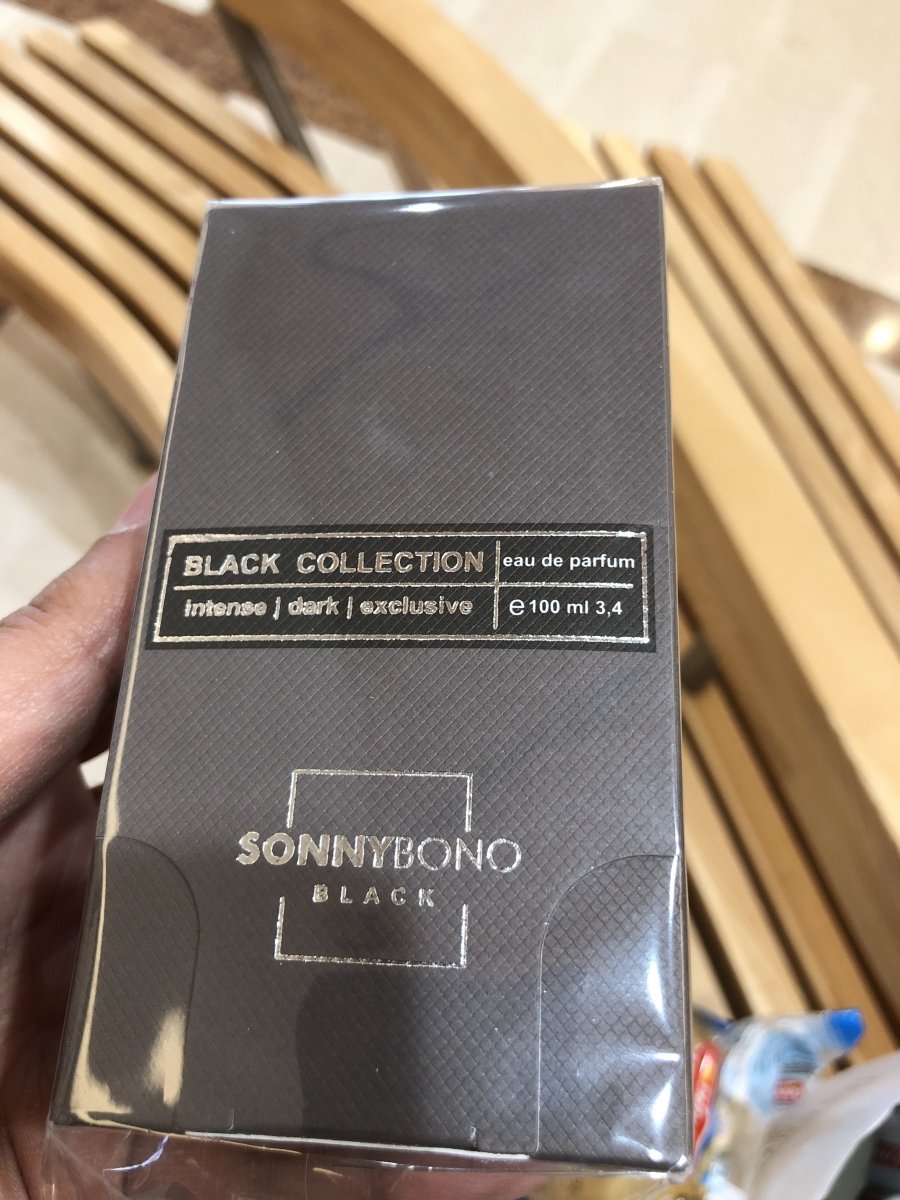 BLACK COLLECTION
eau de parfum
intense | dark | exclusive
℮100 ml 3,4
SONNYBONO
BLACK